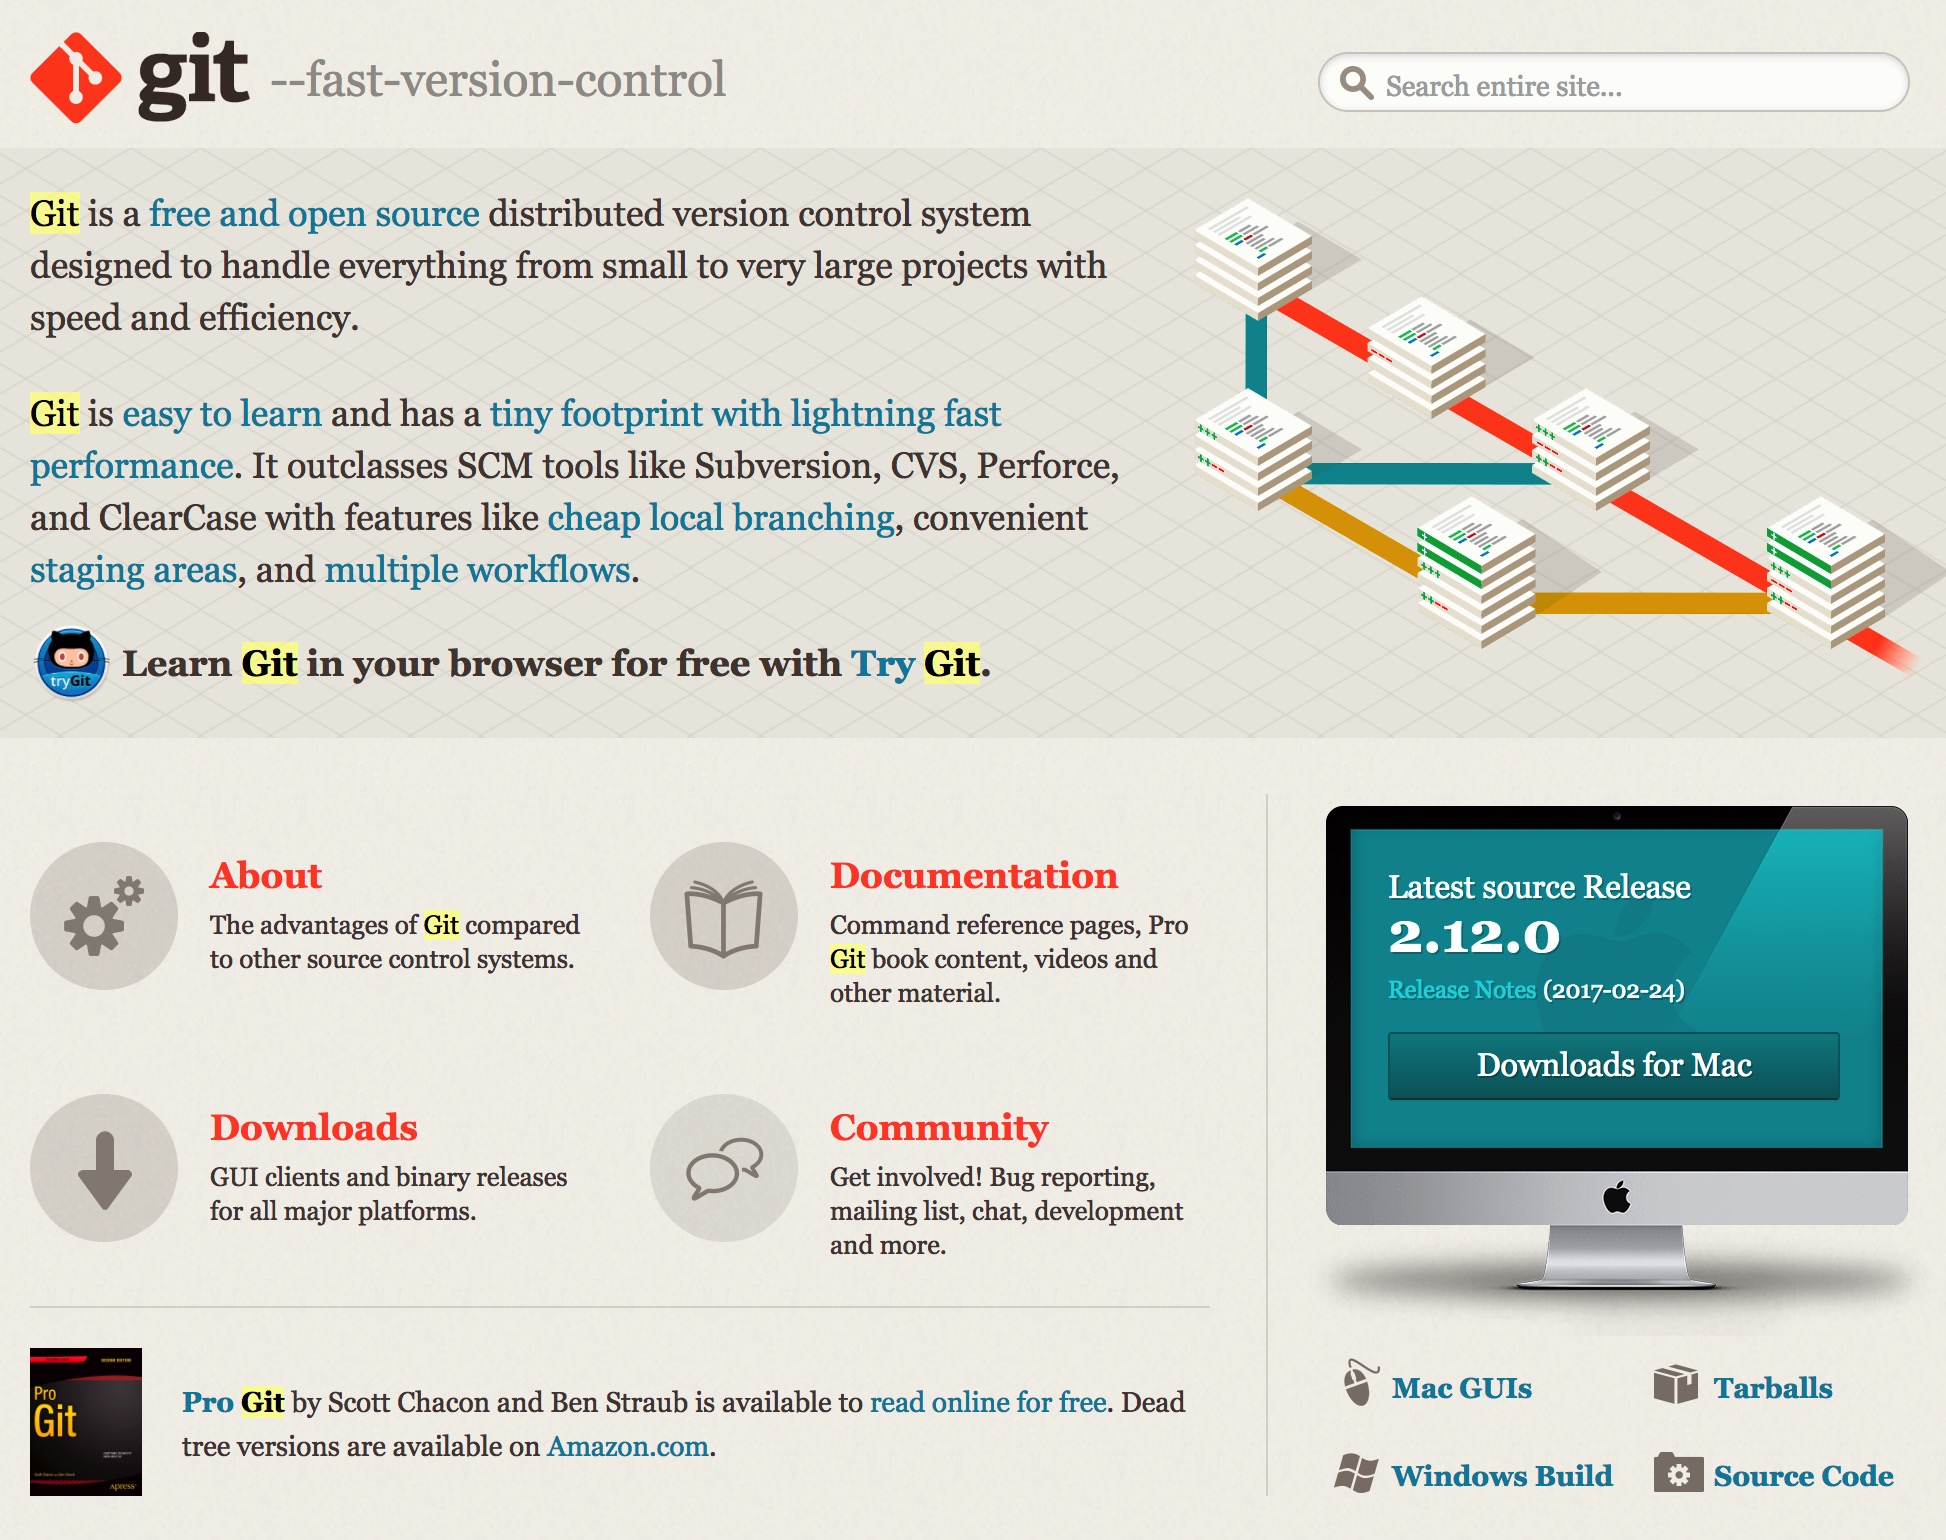 git --fast-version-control
Search entire site...
Git is a free and open source distributed version control system
designed to handle everything from small to very large projects with
speed and efficiency.
Git is easy to learn and has a tiny footprint with lightning fast
performance. It outclasses SCM tools like Subversion, CVS, Perforce,
and ClearCase with features like cheap local branching, convenient
staging areas, and multiple workflows.
tryGit
Learn Git in your browser for free with Try Git.
About
The advantages of Git compared
to other source control systems.
Documentation
Command reference pages, Pro
Git book content, videos and
other material.
Downloads
GUI clients and binary releases
for all major platforms.
Community
Get involved! Bug reporting,
mailing list, chat, development
and more.
Pro
Git
Apress
Pro Git by Scott Chacon and Ben Straub is available to read online for free. Dead
tree versions are available on Amazon.com.
Latest source Release
2.12.0
Release Notes (2017-02-24)
Downloads for Mac
Mac GUIs
Tarballs
Windows Build
Source Code